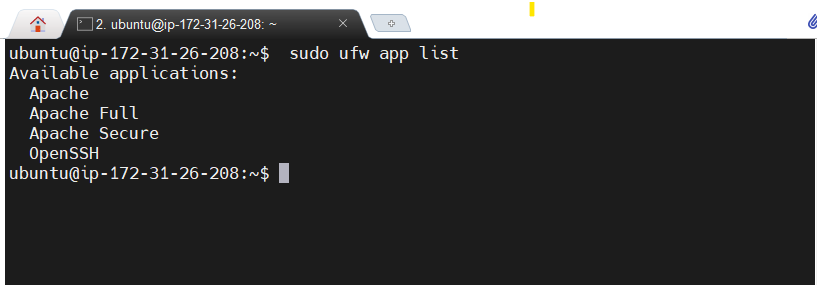 2. ubuntu@ip-172-31-26-208: ~
ubuntu@ip-172-31-26-208:~$  sudo ufw app list
Available applications:
  Apache
  Apache Full
  Apache Secure
  OpenSSH
ubuntu@ip-172-31-26-208:~$